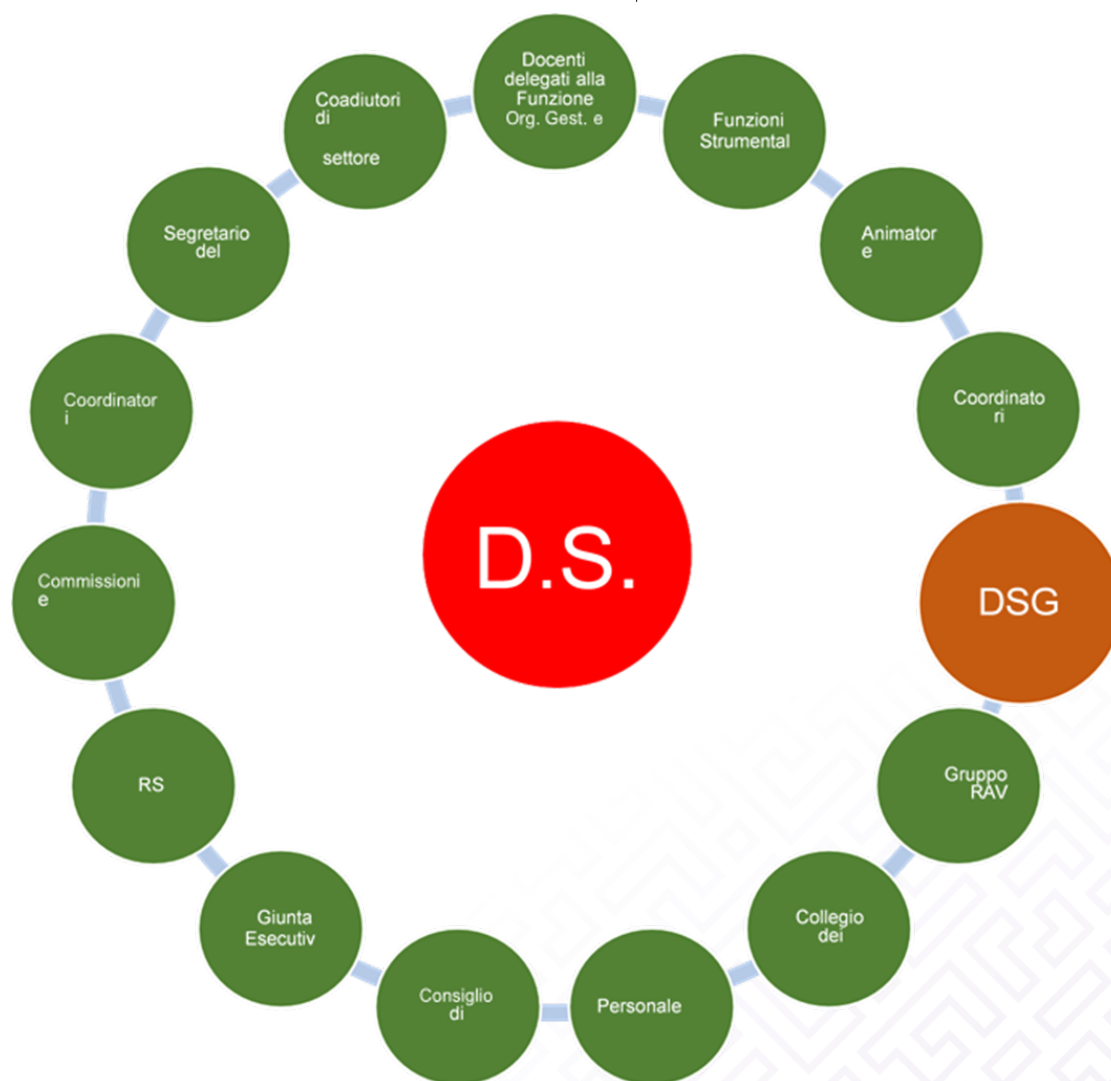 Docenti
delegati alla
Funzione
Org. Gest. e
Funzioni
Strumental
Animator
e
Coordinato
ri
DSG
Gruppo
RAV
Collegio
dei
Personale
Consiglio
di
Giunta
Esecutiv
RS
Commissioni
e
Coordinator
i
Segretario
del
Coadiutori
di
settore
D.S.